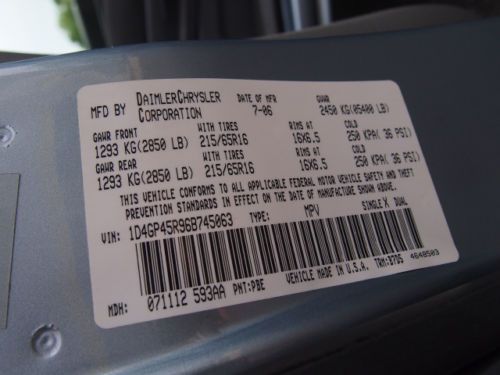 MFD BY DAIMLERCHRYSLER CORPORATION
DATE OF MFR 7-06
GVWR 2450 KG(05400 LB)
GAWR FRONT WITH TIRES RIMS AT COLD
1293 KG(2850 LB) 215/65R16 16X6.5 250 KPA( 36 PSI)
GAWR REAR WITH TIRES RIMS AT COLD
1293 KG(2850 LB) 215/65R16 16X6.5 250 KPA( 36 PSI)
THIS VEHICLE CONFORMS TO ALL APPLICABLE FEDERAL MOTOR VEHICLE SAFETY AND THEFT
PREVENTION STANDARDS IN EFFECT ON THE DATE OF MANUFACTURE SHOWN ABOVE.
VIN: 1D4GP45R96B745063 TYPE: MPV SINGLE X DUAL
MDH: 071112 593AA PNT:PBE VEHICLE MADE IN U.S.A. TRM:37D5 4648503